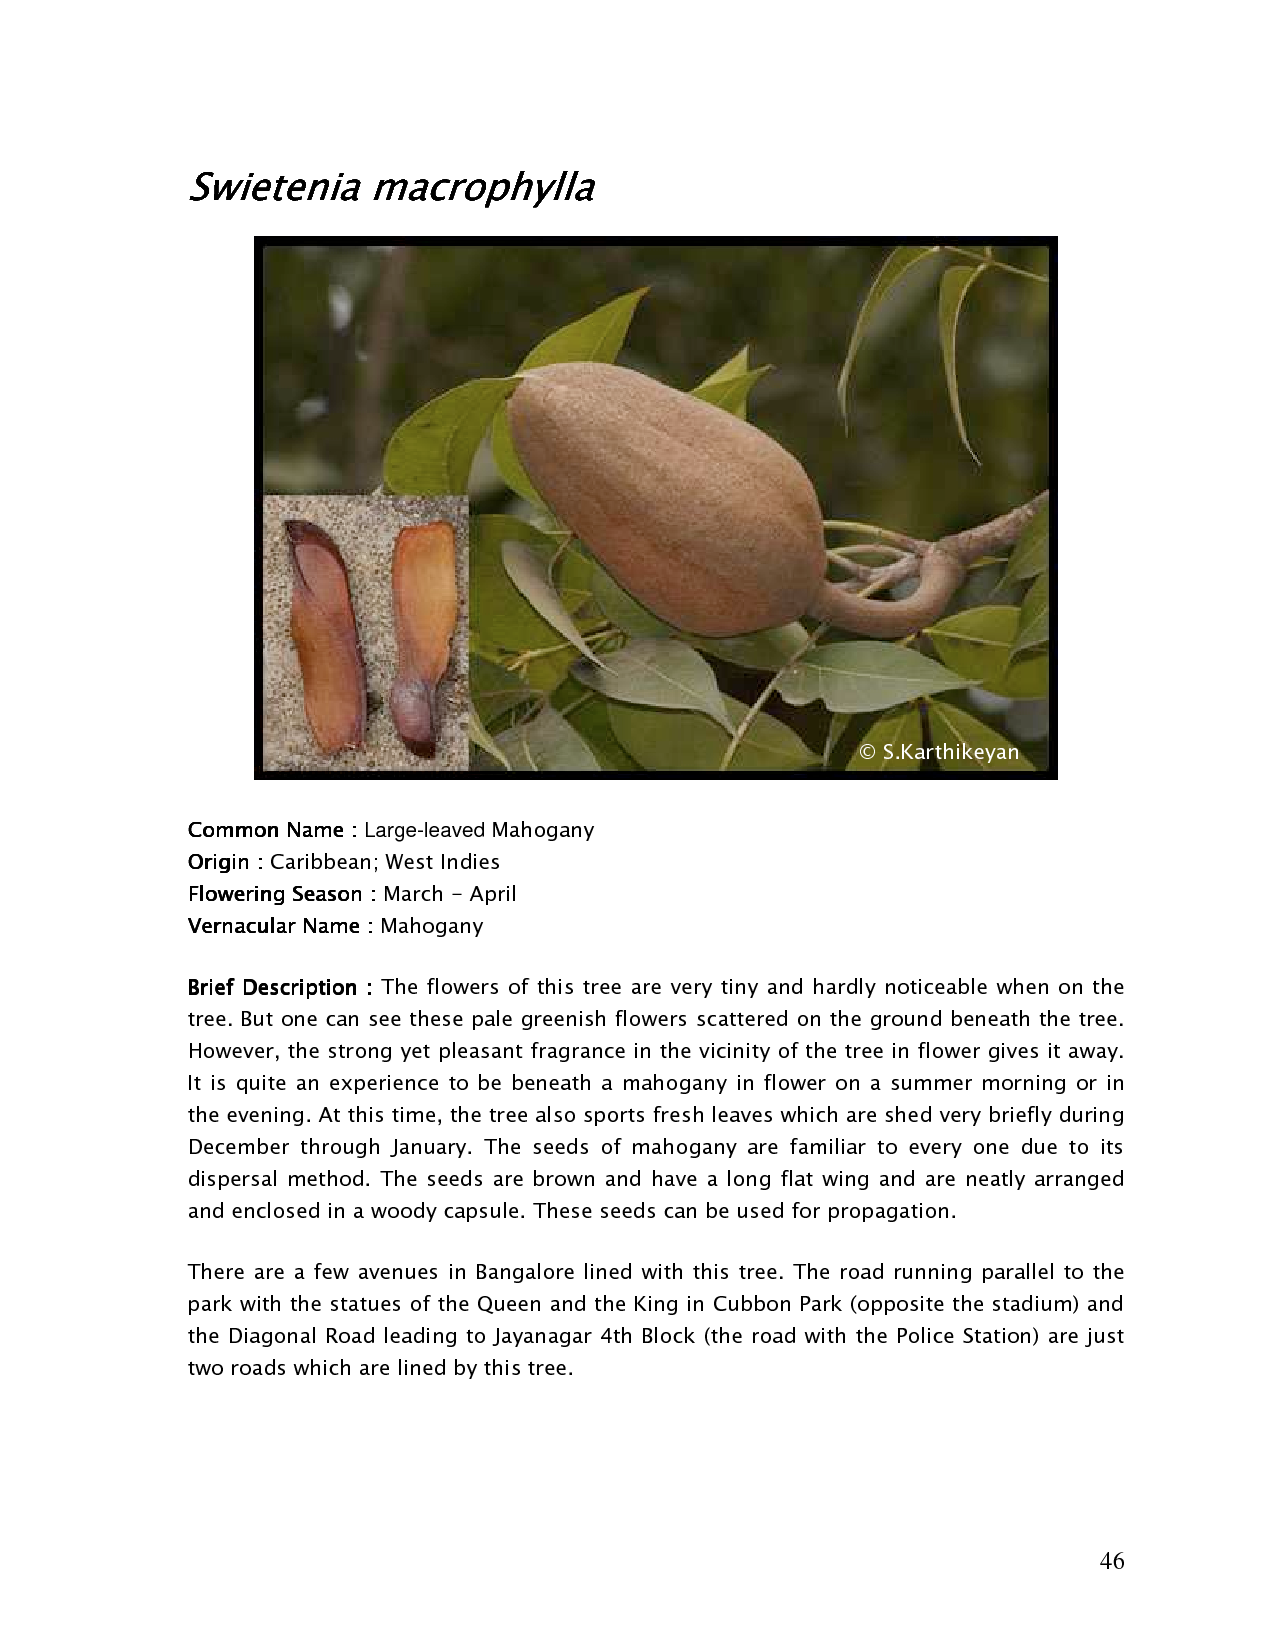 Swietenia macrophylla
© S.Karthikeyan
Common Name : Large-leaved Mahogany
Origin : Caribbean; West Indies
Flowering Season : March - April
Vernacular Name : Mahogany
Brief Description : The flowers of this tree are very tiny and hardly noticeable when on the
tree. But one can see these pale greenish flowers scattered on the ground beneath the tree.
However, the strong yet pleasant fragrance in the vicinity of the tree in flower gives it away.
It is quite an experience to be beneath a mahogany in flower on a summer morning or in
the evening. At this time, the tree also sports fresh leaves which are shed very briefly during
December through January. The seeds of mahogany are familiar to every one due to its
dispersal method. The seeds are brown and have a long flat wing and are neatly arranged
and enclosed in a woody capsule. These seeds can be used for propagation.
There are a few avenues in Bangalore lined with this tree. The road running parallel to the
park with the statues of the Queen and the King in Cubbon Park (opposite the stadium) and
the Diagonal Road leading to Jayanagar 4th Block (the road with the Police Station) are just
two roads which are lined by this tree.
46